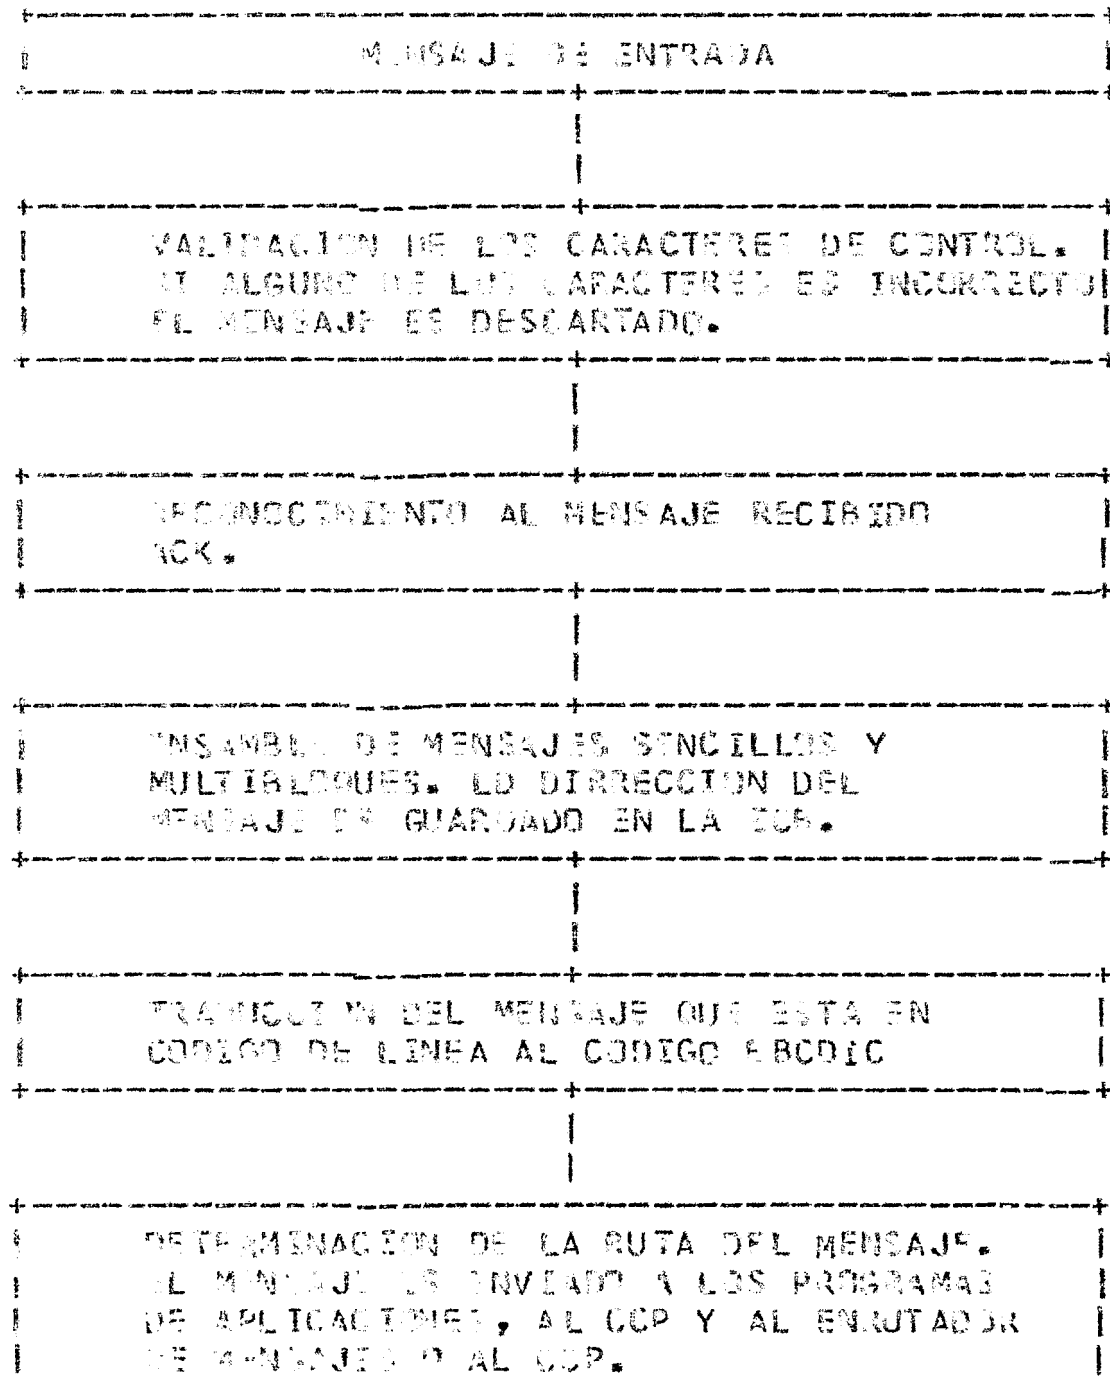 MENSAJE DE ENTRADA
VALIDACION DE LOS CARACTERES DE CONTROL.
SI ALGUNO DE LOS CARACTERES ES INCORRECTO
EL MENSAJE ES DESCARTADO.
RECONOCIMIENTO AL MENSAJE RECIBIDO
ACK.
ENSAMBLE DE MENSAJES SENCILLOS Y
MULTIBLOQUES. LD DIRRECCION DEL
MENSAJE ES GUARDADO EN LA
TRADUCCION DEL MENSAJE QUE ESTA EN
CODIGO DE LINEA AL CODIGO EBCDIC
DETERMINACION DE LA RUTA DEL MENSAJE.
EL MENSAJE ES ENVIADO A LOS PROGRAMAS
DE APLICACIONES, AL CCP Y AL ENRUTADOR
DE MENSAJES O AL CCP.